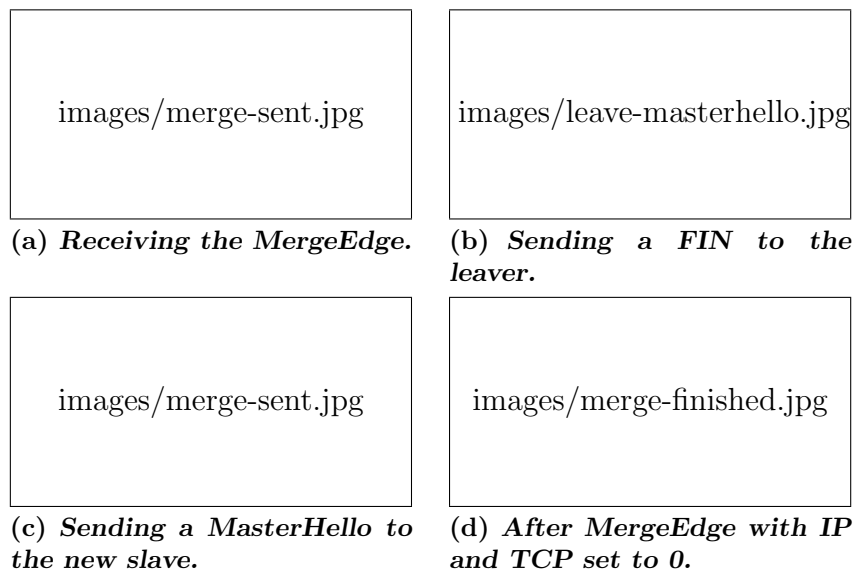 images/merge-sent.jpg
images/leave-masterhello.jpg
(a) Receiving the MergeEdge.
(b) Sending a FIN to the
leaver.
images/merge-sent.jpg
images/merge-finished.jpg
(c) Sending a MasterHello to
the new slave.
(d) After MergeEdge with IP
and TCP set to 0.